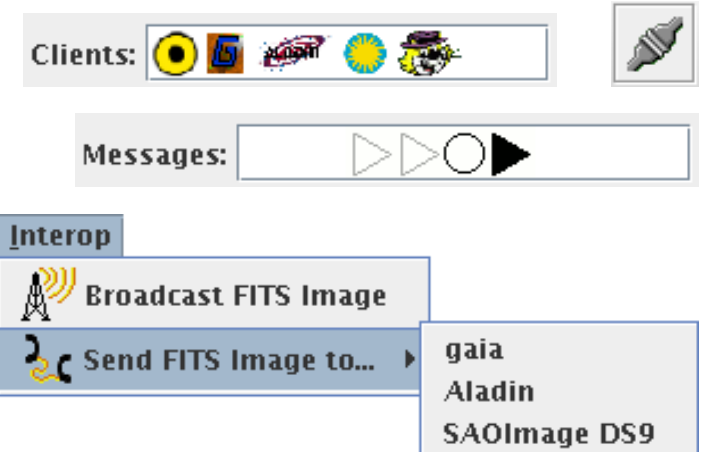 Clients:
Messages:
Interop
Broadcast FITS Image
Send FITS Image to...
gaia
Aladin
SAOImage DS9